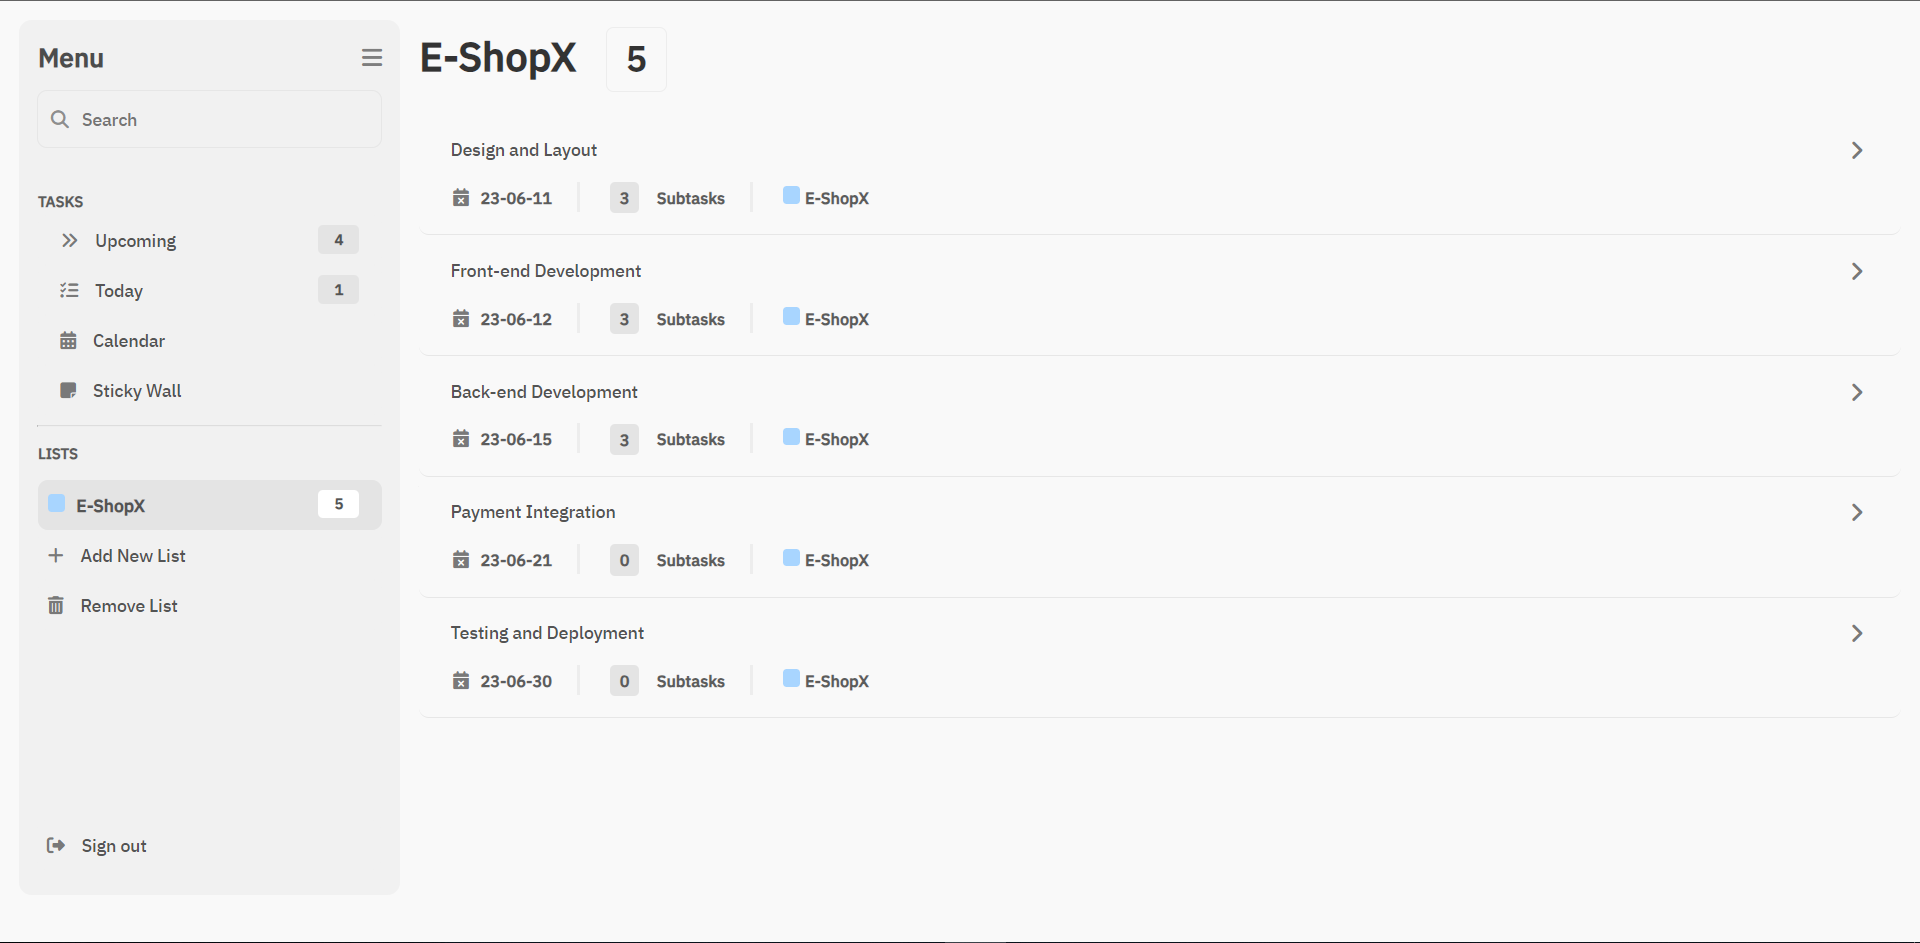 Menu
Search
TASKS
Upcoming 4
Today 1
Calendar
Sticky Wall
LISTS
E-ShopX 5
Add New List
Remove List
Sign out
E-ShopX 5
Design and Layout
23-06-11 3 Subtasks E-ShopX
Front-end Development
23-06-12 3 Subtasks E-ShopX
Back-end Development
23-06-15 3 Subtasks E-ShopX
Payment Integration
23-06-21 0 Subtasks E-ShopX
Testing and Deployment
23-06-30 0 Subtasks E-ShopX